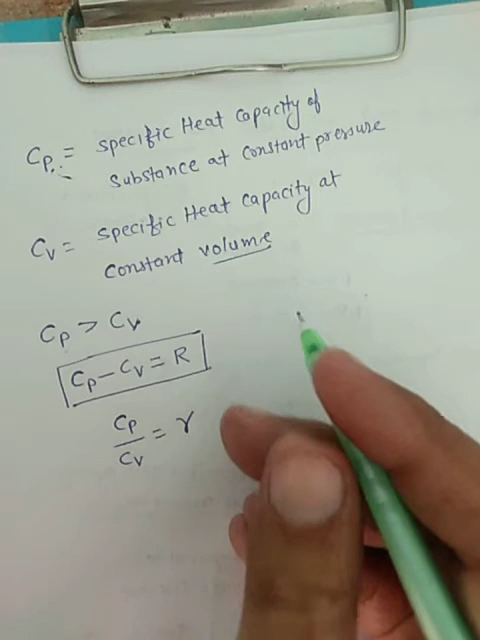 Cp = specific Heat capacity of
substance at constant pressure
Cv = specific Heat capacity at
constant volume
Cp > Cv
Cp - Cv = R
Cp/Cv = γ